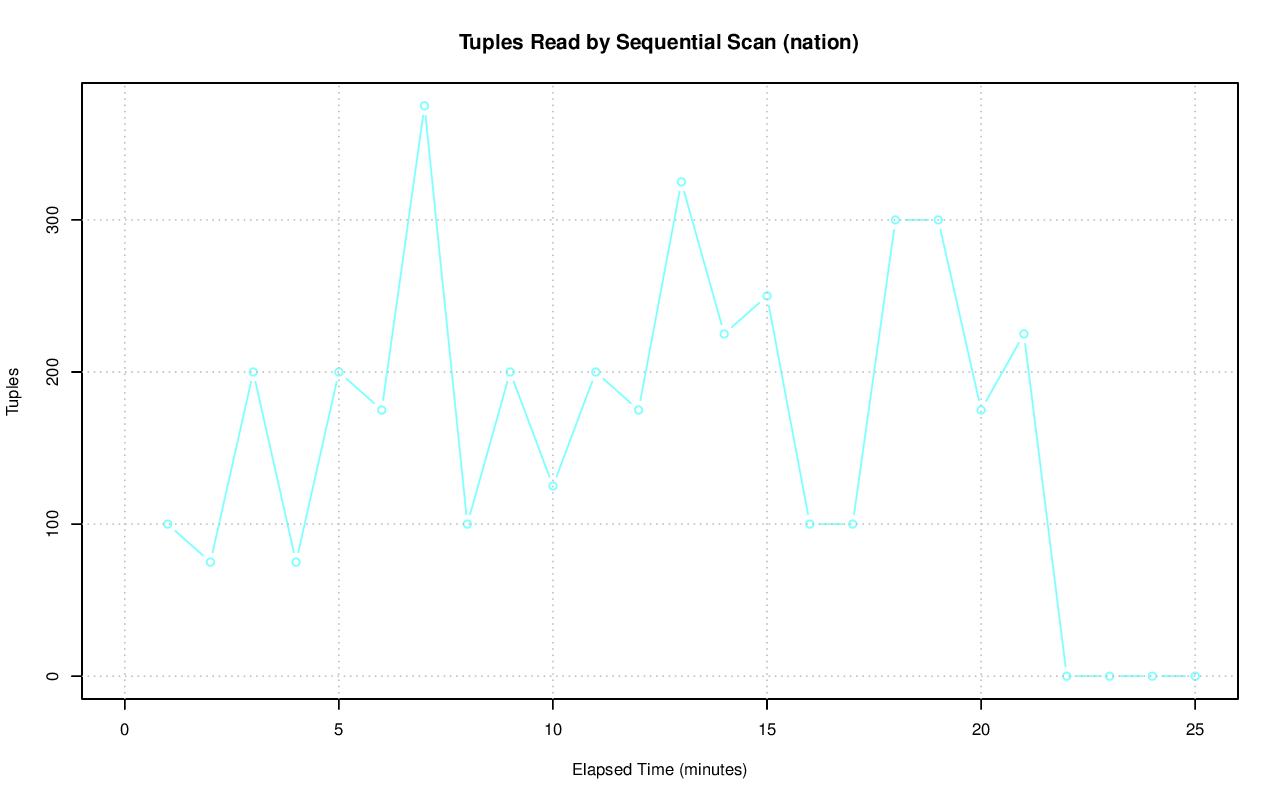 Tuples Read by Sequential Scan (nation)
Tuples
300
200
100
0
0 5 10 15 20 25
Elapsed Time (minutes)